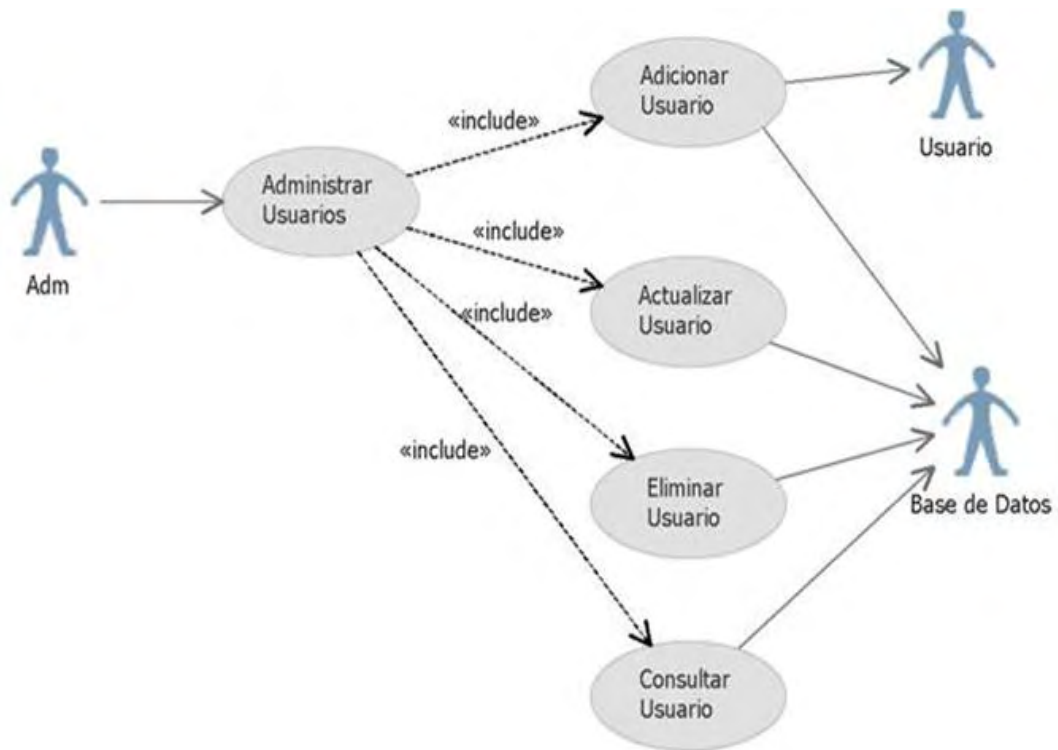 Adicionar
Usuario
Usuario
«include»
Administrar
Usuarios
Adm
«include»
Actualizar
Usuario
«include»
«include»
Eliminar
Usuario
Base de Datos
Consultar
Usuario